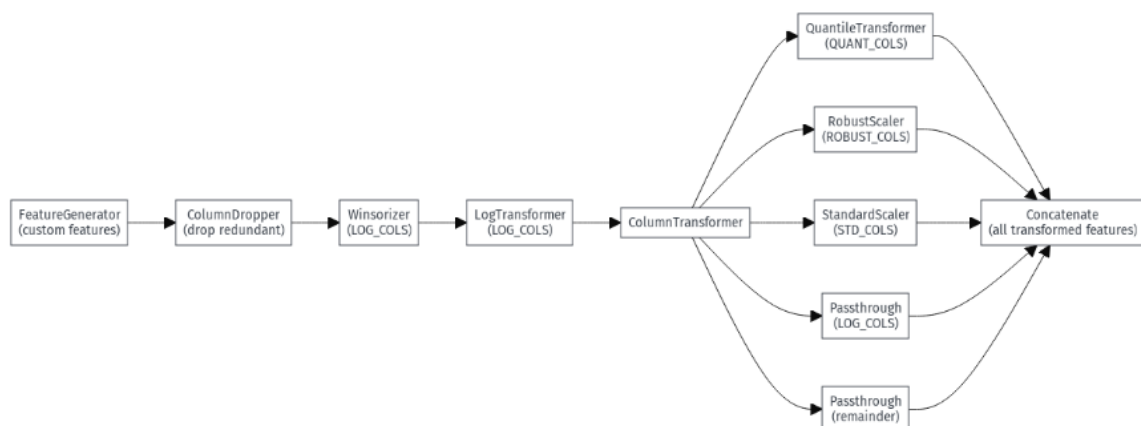 FeatureGenerator
(custom features)
ColumnDropper
(drop redundant)
Winsorizer
(LOG_COLS)
LogTransformer
(LOG_COLS)
ColumnTransformer
QuantileTransformer
(QUANT_COLS)
RobustScaler
(ROBUST_COLS)
StandardScaler
(STD_COLS)
Passthrough
(LOG_COLS)
Passthrough
(remainder)
Concatenate
(all transformed features)